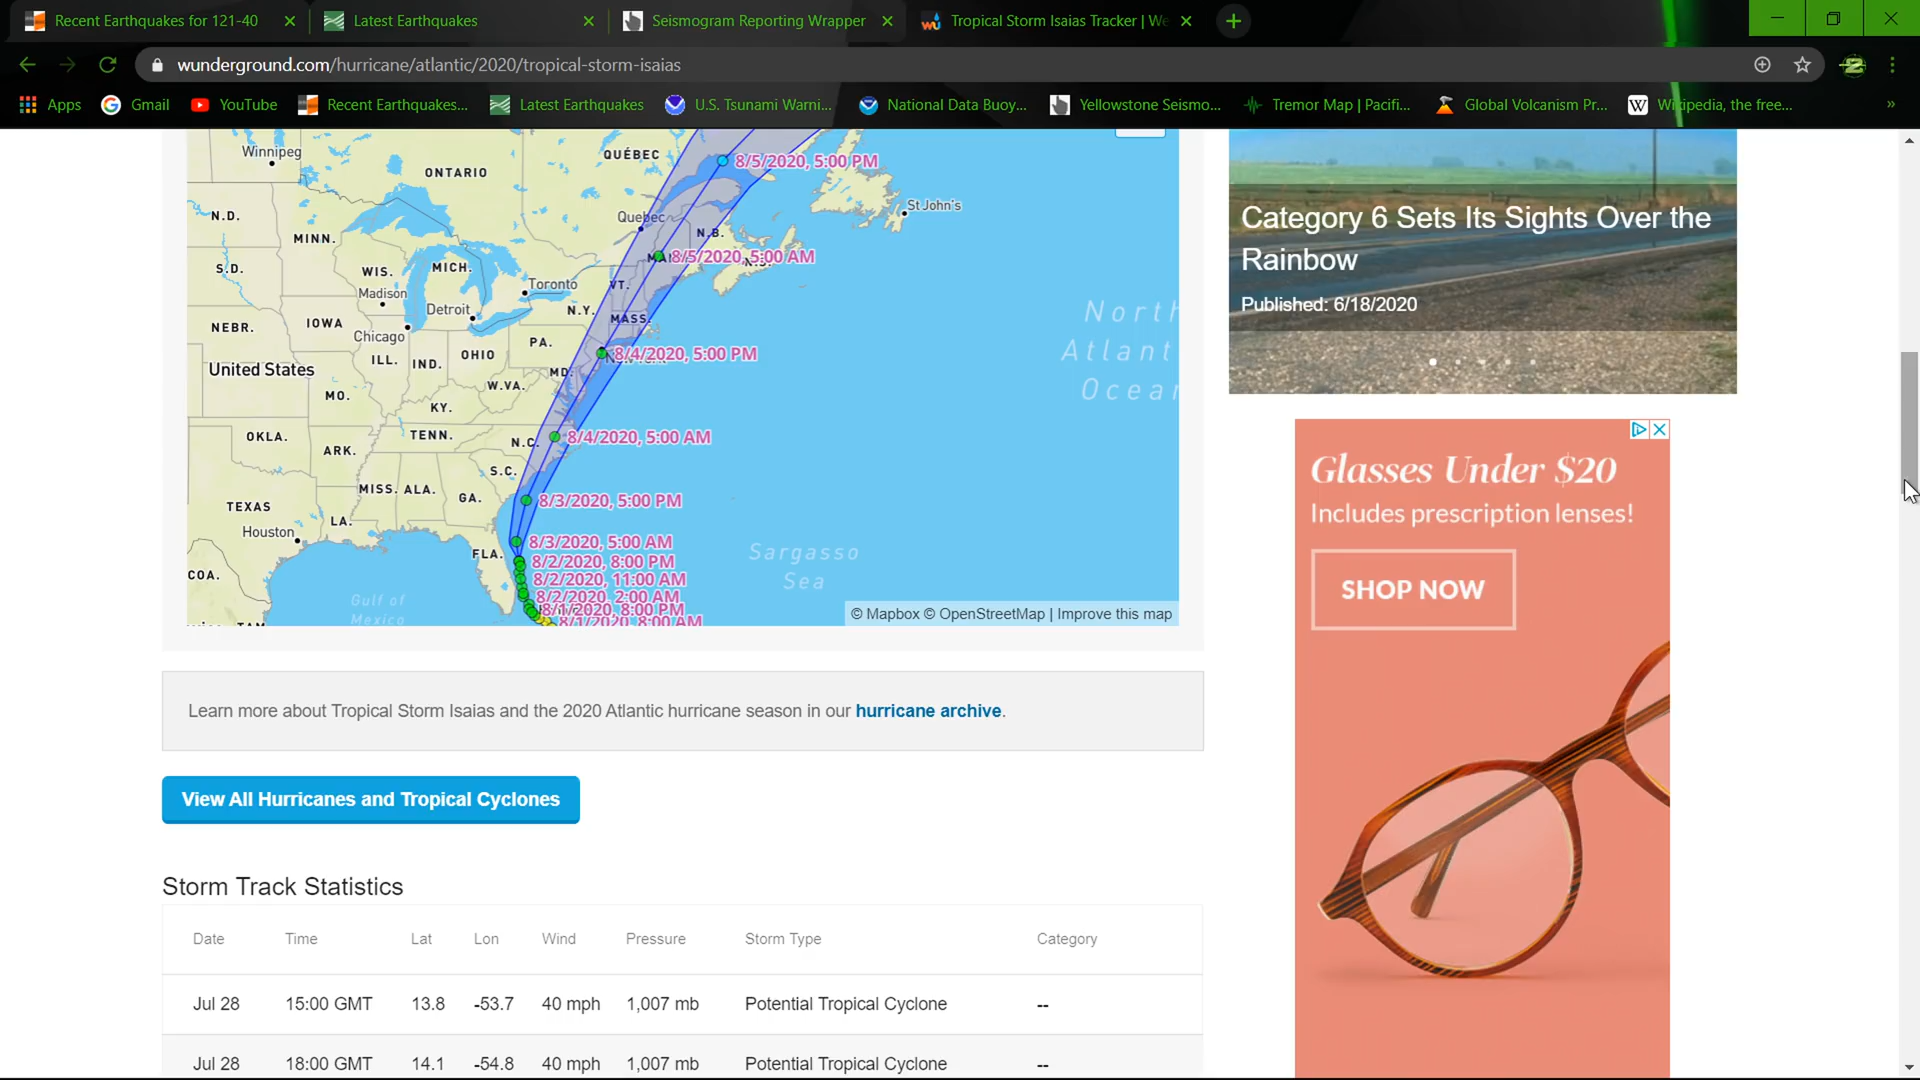 Recent Earthquakes for 121-40
Latest Earthquakes
Seismogram Reporting Wrapper
Tropical Storm Isaias Tracker | We
wunderground.com/hurricane/atlantic/2020/tropical-storm-isaias
Apps
Gmail
YouTube
Recent Earthquakes...
Latest Earthquakes
U.S. Tsunami Warni...
National Data Buoy...
Yellowstone Seismo...
Tremor Map | Pacifi...
Global Volcanism Pr...
Wikipedia, the free...
»
Winnipeg
ONTARIO
QUÉBEC
8/5/2020, 5:00 PM
St John's
N.D.
MINN.
Quebec
N.B.
8/5/2020, 5:00 AM
S.D.
WIS.
MICH.
Toronto
VT.
Madison
Detroit
N.Y.
MASS.
NEBR.
IOWA
Chicago
PA.
North
Atlant
Ocear
8/4/2020, 5:00 PM
United States
ILL.
IND.
OHIO
MD.
W.VA.
MO.
KY.
OKLA.
TENN.
N.C.
8/4/2020, 5:00 AM
ARK.
S.C.
MISS.
ALA.
GA.
8/3/2020, 5:00 PM
TEXAS
LA.
Houston
8/3/2020, 5:00 AM
FLA.
8/2/2020, 8:00 PM
Sargasso
Sea
COA.
8/2/2020, 11:00 AM
8/2/2020, 2:00 AM
Gulf of
Mexico
8/1/2020, 8:00 PM
8/1/2020, 8:00 AM
© Mapbox © OpenStreetMap | Improve this map
Category 6 Sets Its Sights Over the
Rainbow
Published: 6/18/2020
Glasses Under $20
Includes prescription lenses!
SHOP NOW
Learn more about Tropical Storm Isaias and the 2020 Atlantic hurricane season in our hurricane archive.
View All Hurricanes and Tropical Cyclones
Storm Track Statistics
Date Time Lat Lon Wind Pressure Storm Type Category
Jul 28 15:00 GMT 13.8 -53.7 40 mph 1,007 mb Potential Tropical Cyclone --
Jul 28 18:00 GMT 14.1 -54.8 40 mph 1,007 mb Potential Tropical Cyclone --